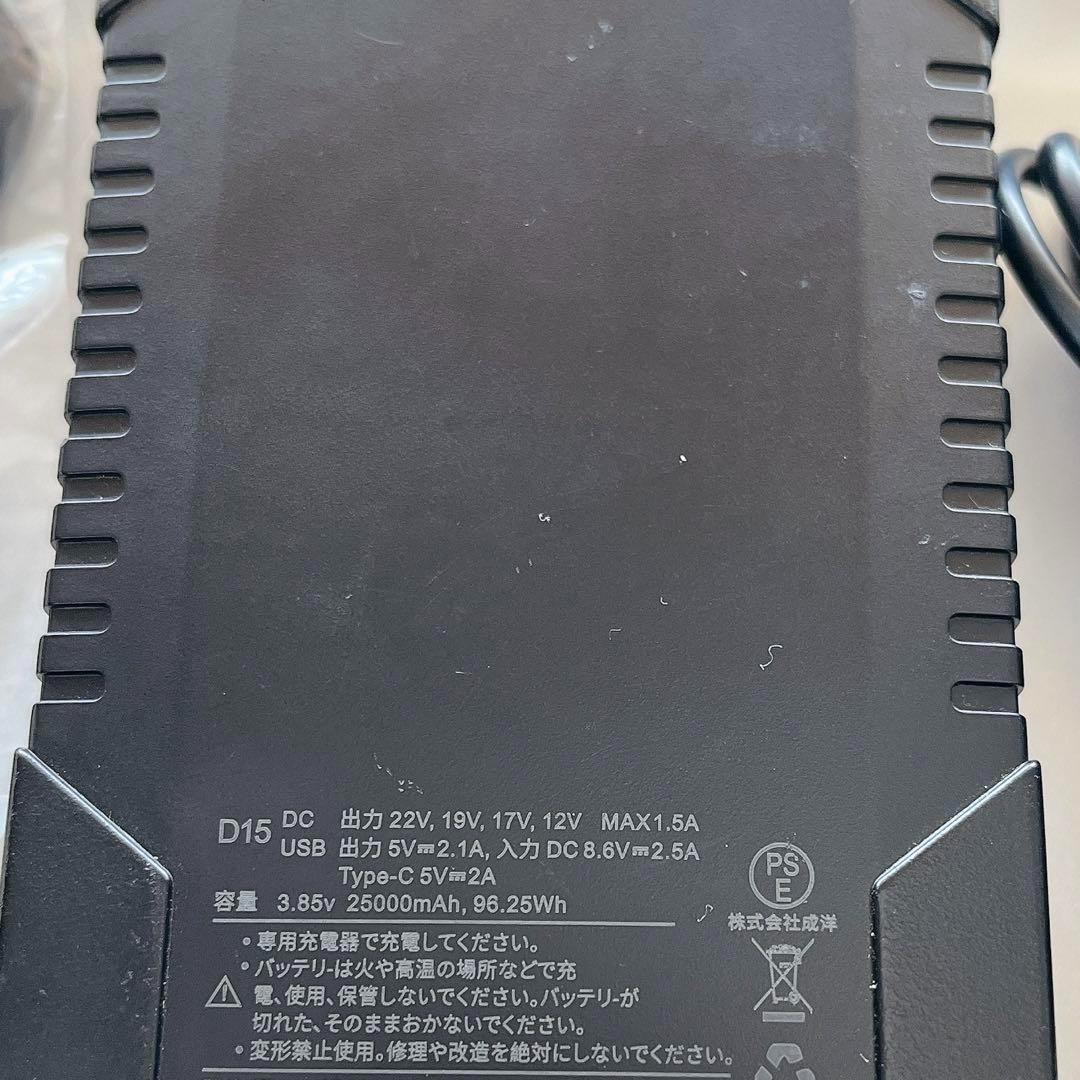 D15 DC 出力 22V, 19V, 17V, 12V MAX1.5A
USB 出力 5V⎓2.1A, 入力 DC 8.6V⎓2.5A
Type-C 5V⎓2A
容量 3.85v 25000mAh, 96.25Wh
PS
E
株式会社成洋
•専用充電器で充電してください。
•バッテリーは火や高温の場所などで充
電、使用、保管しないでください。バッテリーが
切れた、そのままおかないでください。
•変形禁止使用。修理や改造を絶対にしないでください。